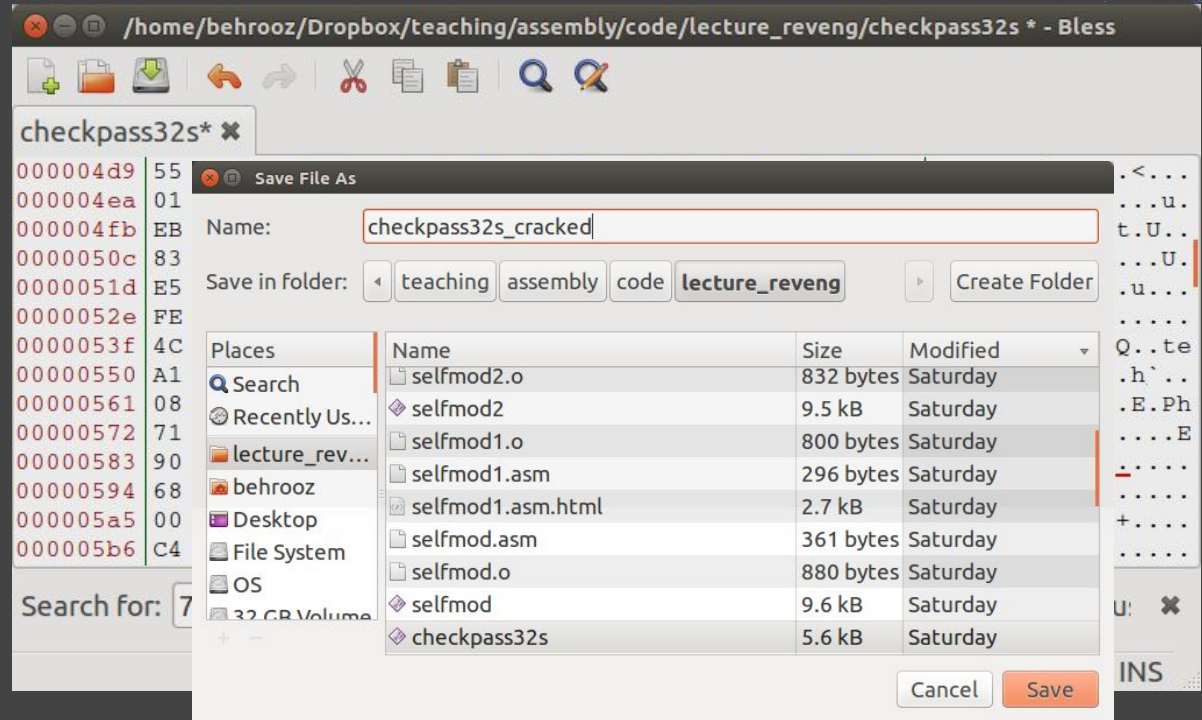 /home/behrooz/Dropbox/teaching/assembly/code/lecture_reveng/checkpass32s * - Bless
checkpass32s*
000004d9 55 .<...
Save File As
000004ea 01 ...u.
000004fb EB t.U..
Name: checkpass32s_cracked
0000050c 83 ...U.
Save in folder: teaching assembly code lecture_reveng Create Folder
0000051d E5 .u...
0000052e FE .....
0000053f 4C Q..te
Places Name Size Modified
00000550 A1 .h`..
Search selfmod2.o 832 bytes Saturday
00000561 08 .E.Ph
Recently Us... selfmod2 9.5 kB Saturday
00000572 71 ....E
lecture_rev... selfmod1.o 800 bytes Saturday
00000583 90 .....
behrooz selfmod1.asm 296 bytes Saturday
00000594 68 .....
Desktop selfmod1.asm.html 2.7 kB Saturday
000005a5 00 +....
File System selfmod.asm 361 bytes Saturday
000005b6 C4 .....
OS selfmod.o 880 bytes Saturday
Search for: 7
32 GB Volume selfmod 9.6 kB Saturday
checkpass32s 5.6 kB Saturday
INS
Cancel Save